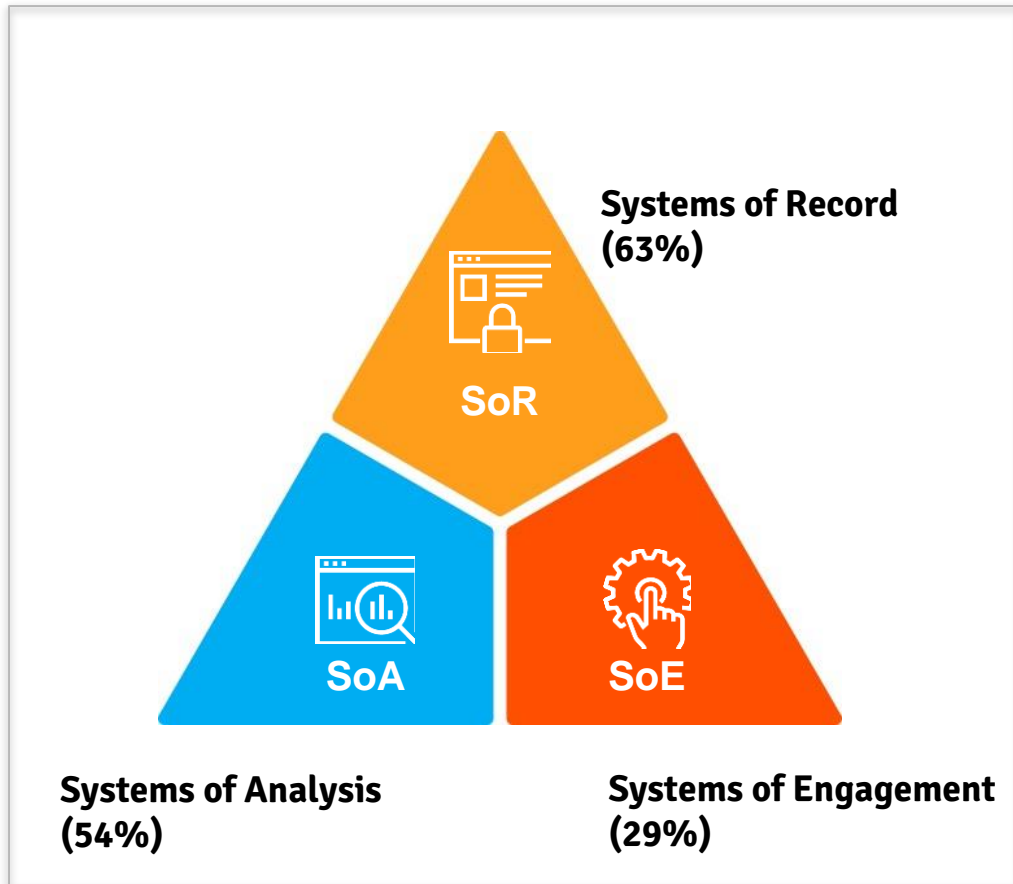 Systems of Record
(63%)
SoR
SoA
SoE
Systems of Analysis
(54%)
Systems of Engagement
(29%)